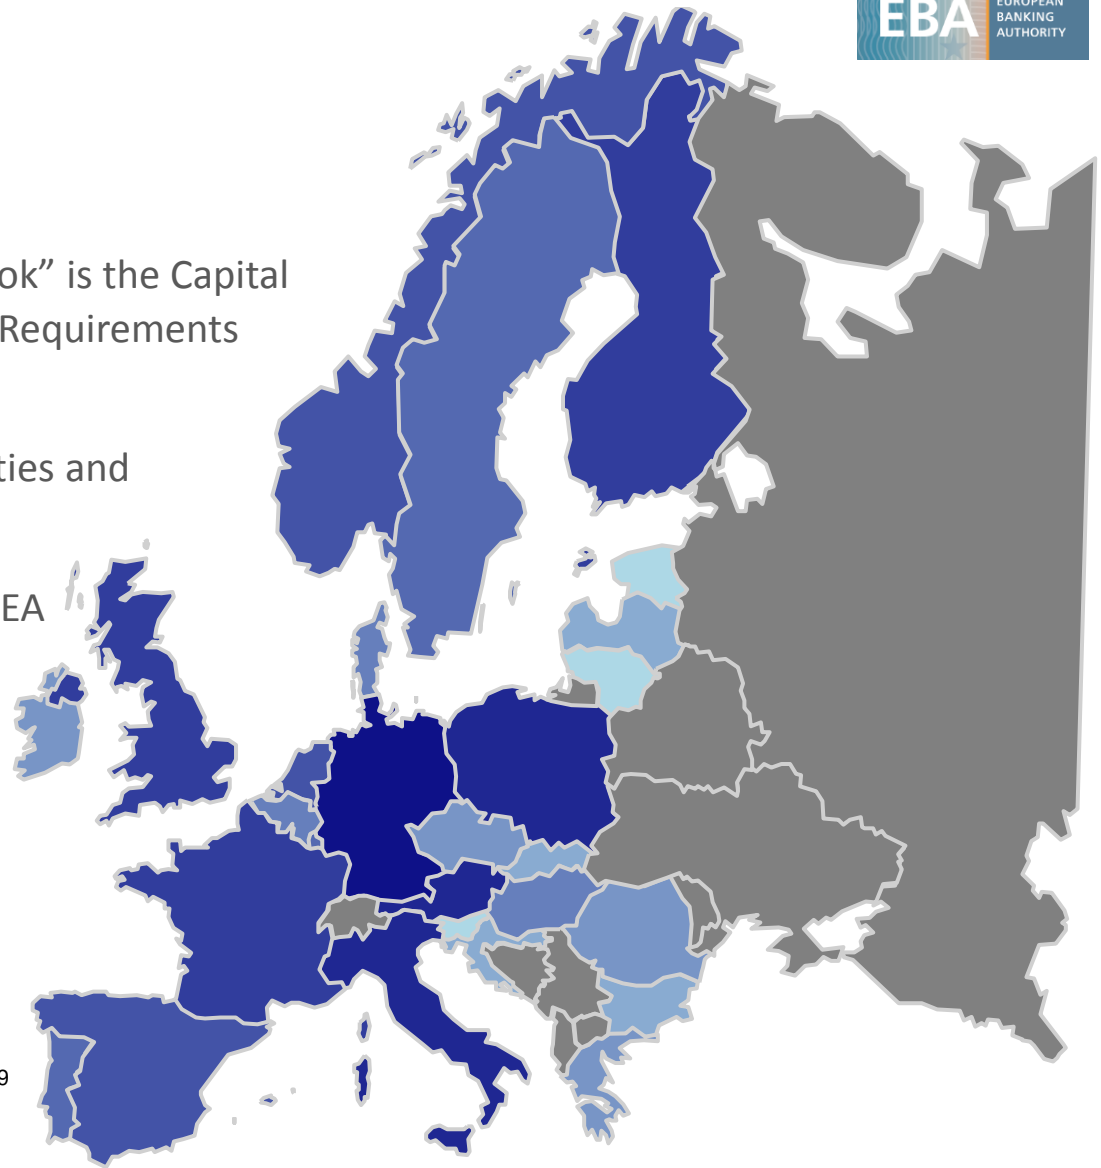 EUROPEAN
EBA BANKING
AUTHORITY
ok” is the Capital
Requirements
ties and
EA
9